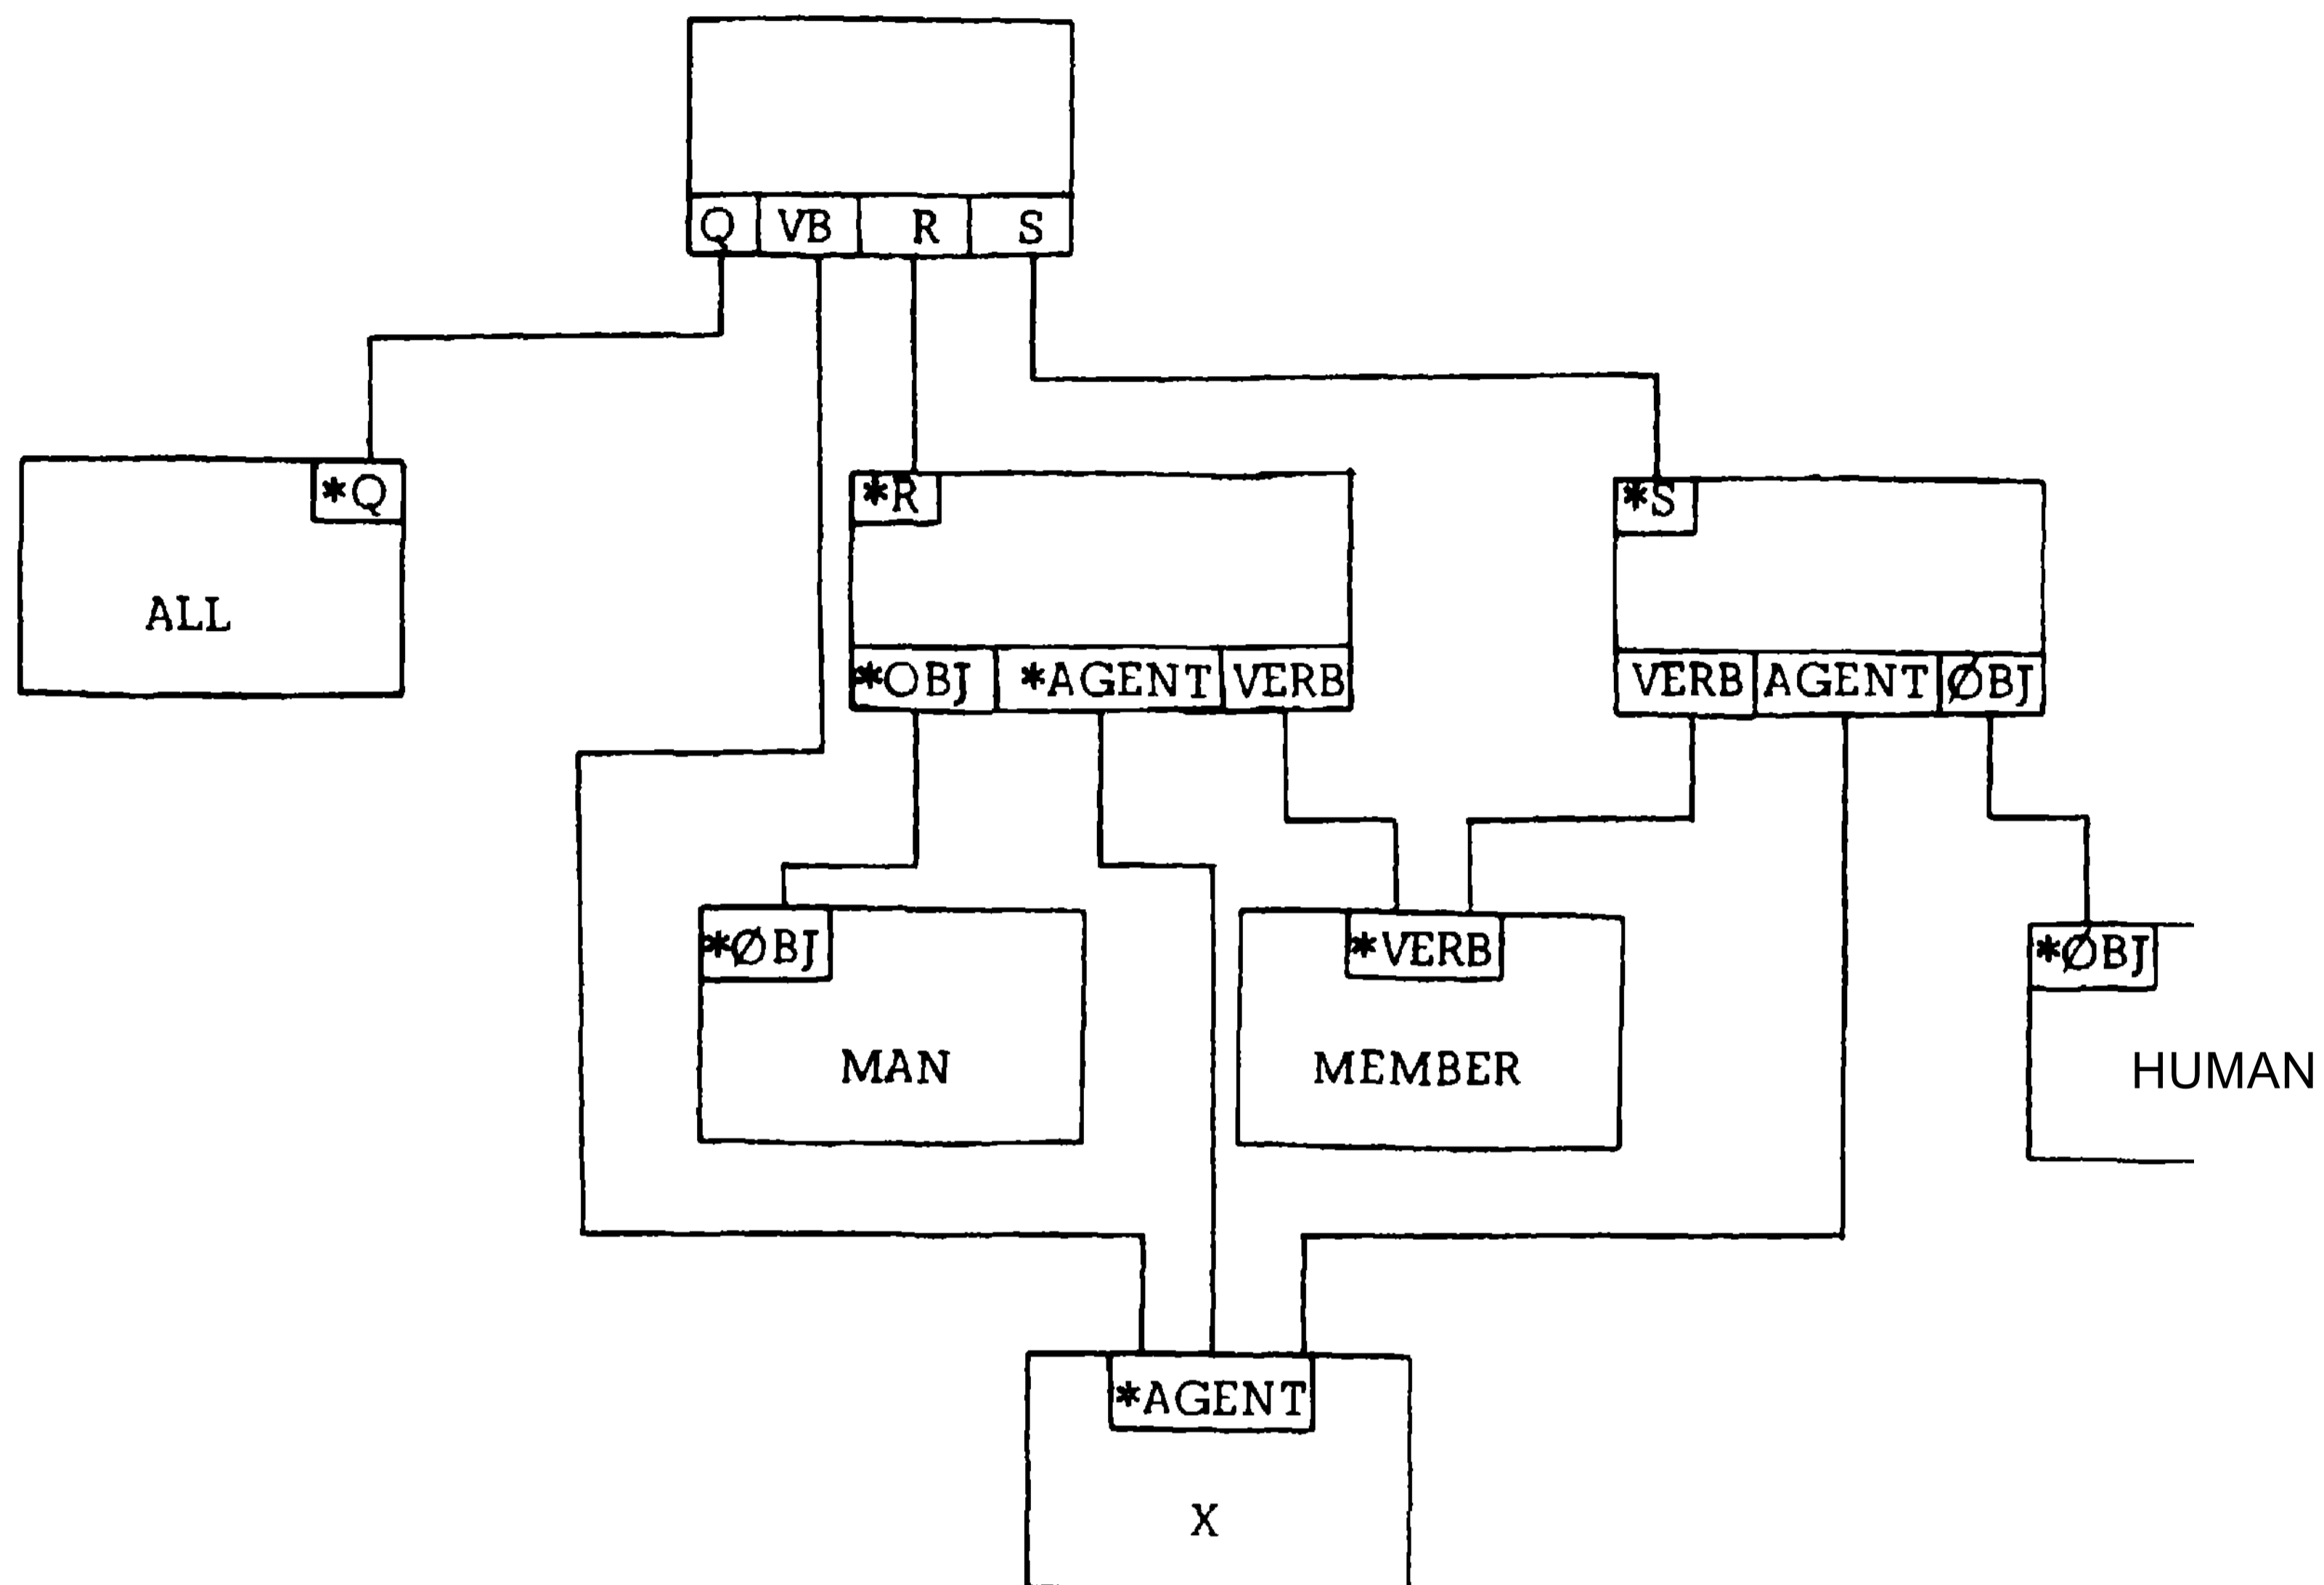 Q VB R S
*Q *R *S
ALL
*OBJ *AGENT VERB VERB AGENT ØBJ
*ØBJ *VERB *ØBJ
MAN MEMBER HUMAN
*AGENT
X